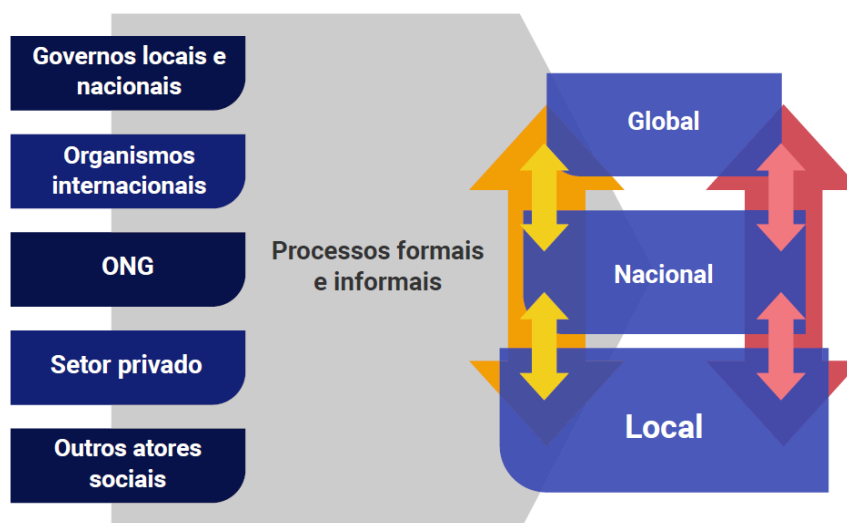 Governos locais e
nacionais
Organismos
internacionais
ONG
Setor privado
Outros atores
sociais
Processos formais
e informais
Global
Nacional
Local